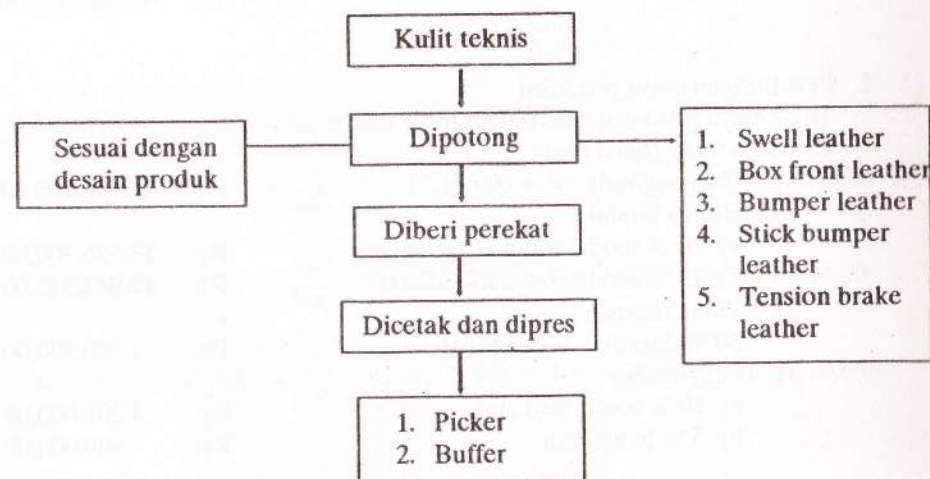 Kulit teknis
Sesuai dengan
desain produk
Dipotong
1. Swell leather
2. Box front leather
3. Bumper leather
4. Stick bumper
leather
5. Tension brake
leather
Diberi perekat
Dicetak dan dipres
1. Picker
2. Buffer